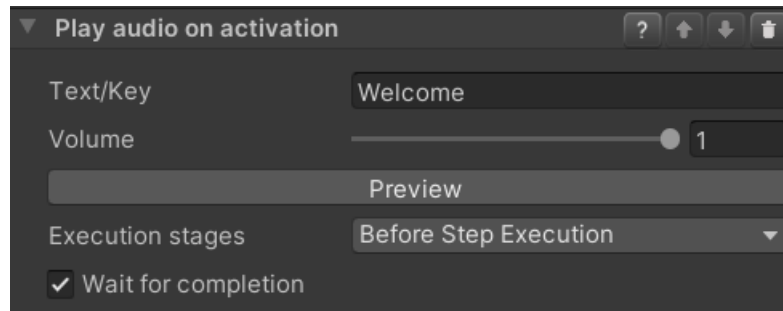 Play audio on activation ?
Text/Key Welcome
Volume 1
Preview
Execution stages Before Step Execution
Wait for completion